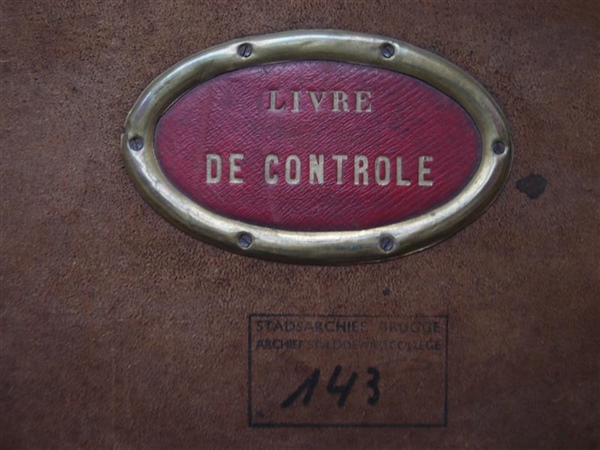 LIVRE
DE CONTROLE
STADSARCHIEF BRUGGE
ARCHIEF
143